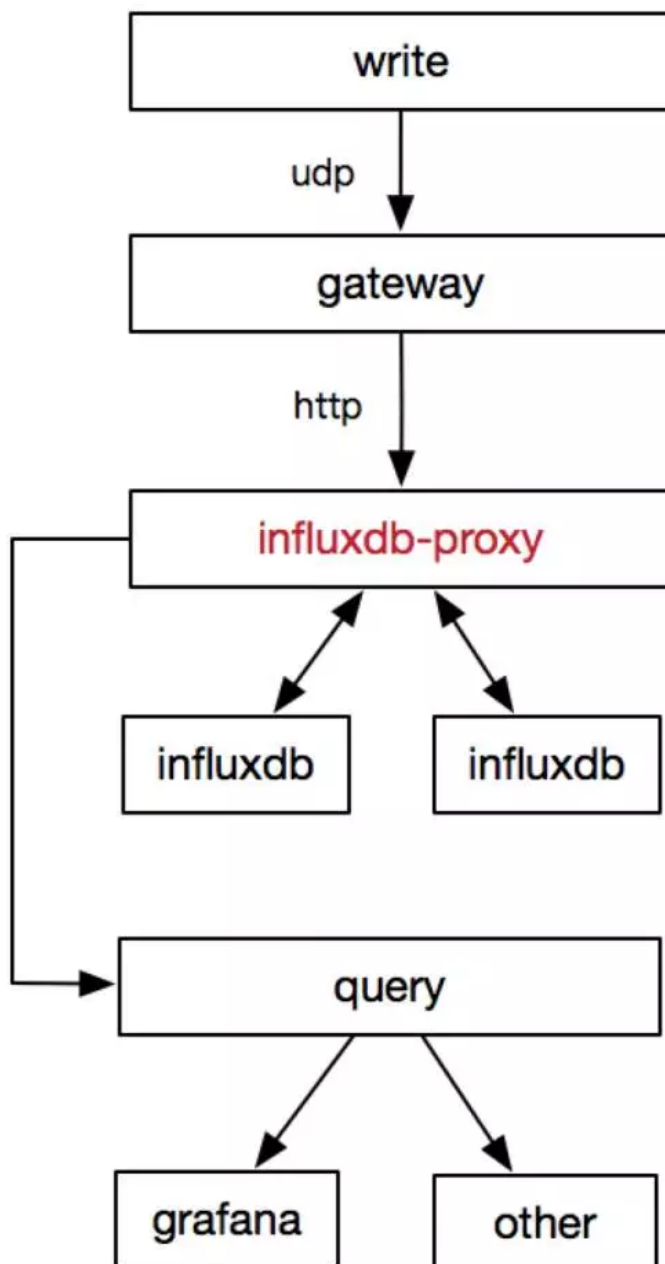 write
udp
gateway
http
influxdb-proxy
influxdb influxdb
query
grafana other